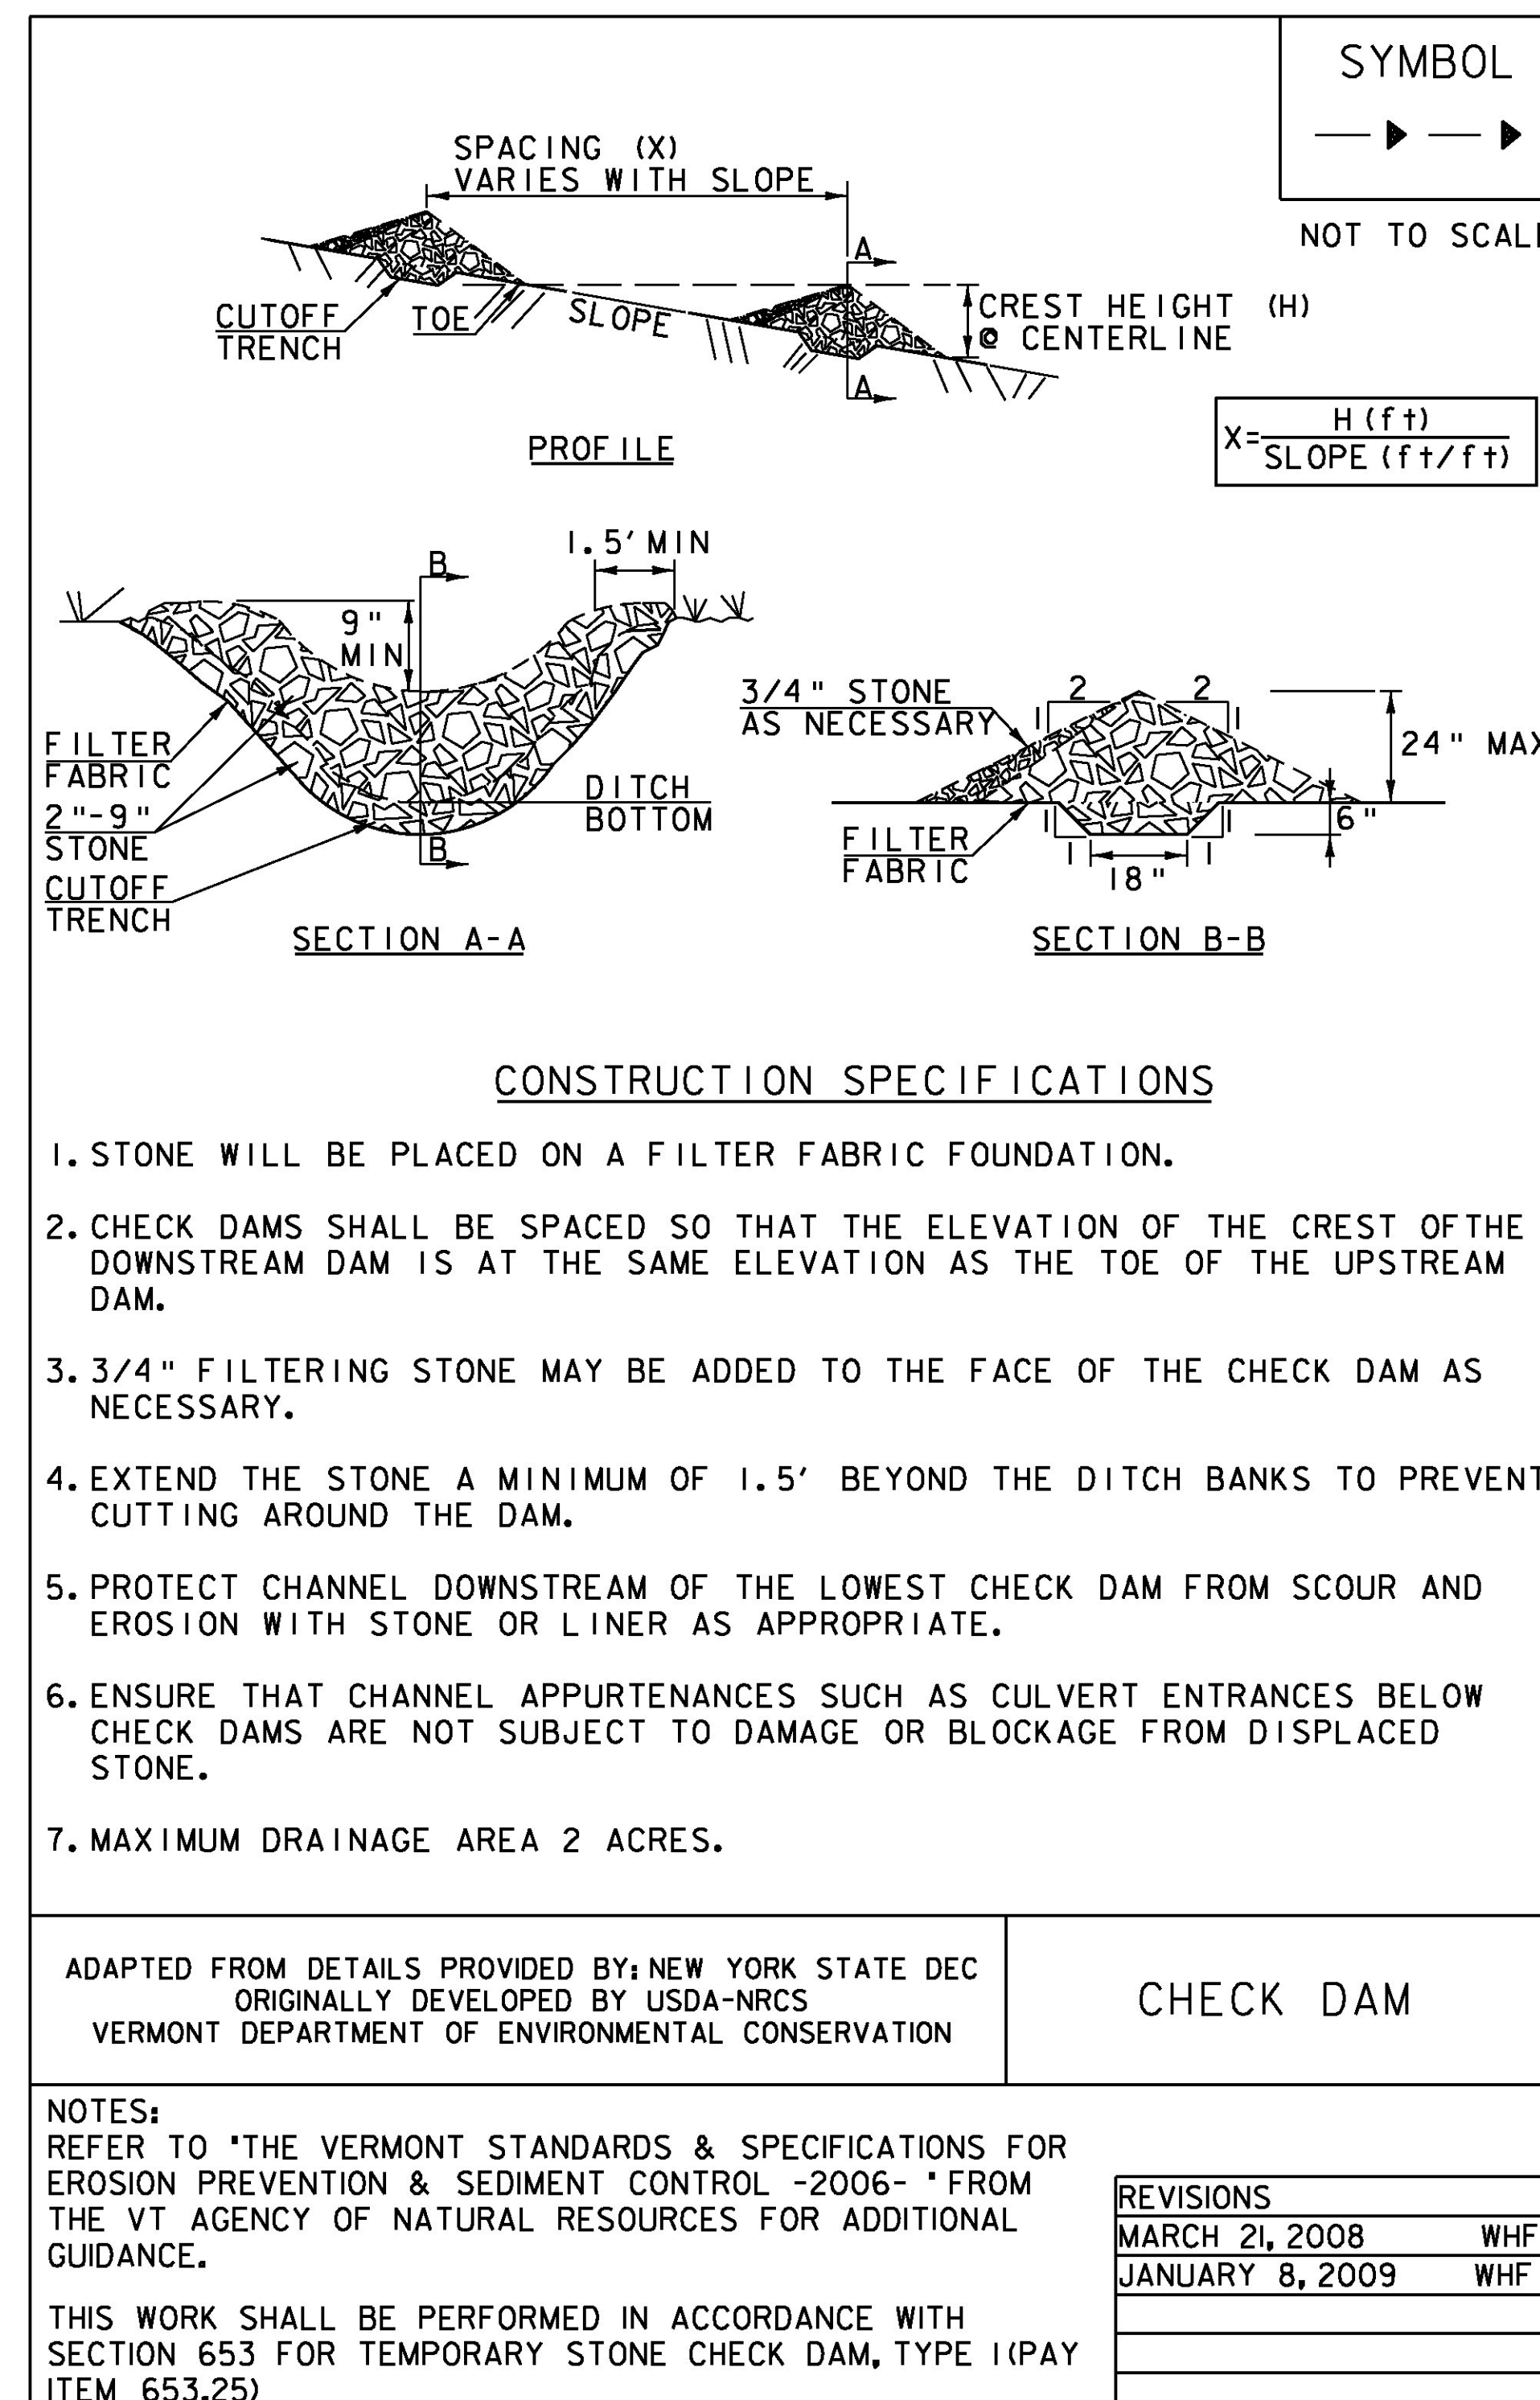 SYMBOL
NOT TO SCAL
SPACING (X)
VARIES WITH SLOPE
A
CUTOFF
TRENCH
TOE
SLOPE
CREST HEIGHT (H)
@ CENTERLINE
A
PROFILE
X= H (ft)
SLOPE (ft/ft)
1.5' MIN
B
9"
MIN
FILTER
FABRIC
2"-9"
STONE
CUTOFF
TRENCH
DITCH
BOTTOM
B
SECTION A-A
3/4" STONE
AS NECESSARY
2 2
1 1
24" MAX
FILTER
FABRIC
1 1
1 1
6"
18"
SECTION B-B
CONSTRUCTION SPECIFICATIONS
1. STONE WILL BE PLACED ON A FILTER FABRIC FOUNDATION.
2. CHECK DAMS SHALL BE SPACED SO THAT THE ELEVATION OF THE CREST OFTHE
DOWNSTREAM DAM IS AT THE SAME ELEVATION AS THE TOE OF THE UPSTREAM
DAM.
3. 3/4" FILTERING STONE MAY BE ADDED TO THE FACE OF THE CHECK DAM AS
NECESSARY.
4. EXTEND THE STONE A MINIMUM OF 1.5' BEYOND THE DITCH BANKS TO PREVENT
CUTTING AROUND THE DAM.
5. PROTECT CHANNEL DOWNSTREAM OF THE LOWEST CHECK DAM FROM SCOUR AND
EROSION WITH STONE OR LINER AS APPROPRIATE.
6. ENSURE THAT CHANNEL APPURTENANCES SUCH AS CULVERT ENTRANCES BELOW
CHECK DAMS ARE NOT SUBJECT TO DAMAGE OR BLOCKAGE FROM DISPLACED
STONE.
7. MAXIMUM DRAINAGE AREA 2 ACRES.
ADAPTED FROM DETAILS PROVIDED BY: NEW YORK STATE DEC
ORIGINALLY DEVELOPED BY USDA-NRCS
VERMONT DEPARTMENT OF ENVIRONMENTAL CONSERVATION
CHECK DAM
NOTES:
REFER TO "THE VERMONT STANDARDS & SPECIFICATIONS FOR
EROSION PREVENTION & SEDIMENT CONTROL -2006- " FROM
THE VT AGENCY OF NATURAL RESOURCES FOR ADDITIONAL
GUIDANCE.
THIS WORK SHALL BE PERFORMED IN ACCORDANCE WITH
SECTION 653 FOR TEMPORARY STONE CHECK DAM, TYPE I(PAY
ITEM 653.25)
REVISIONS
MARCH 21, 2008 WHF
JANUARY 8, 2009 WHF